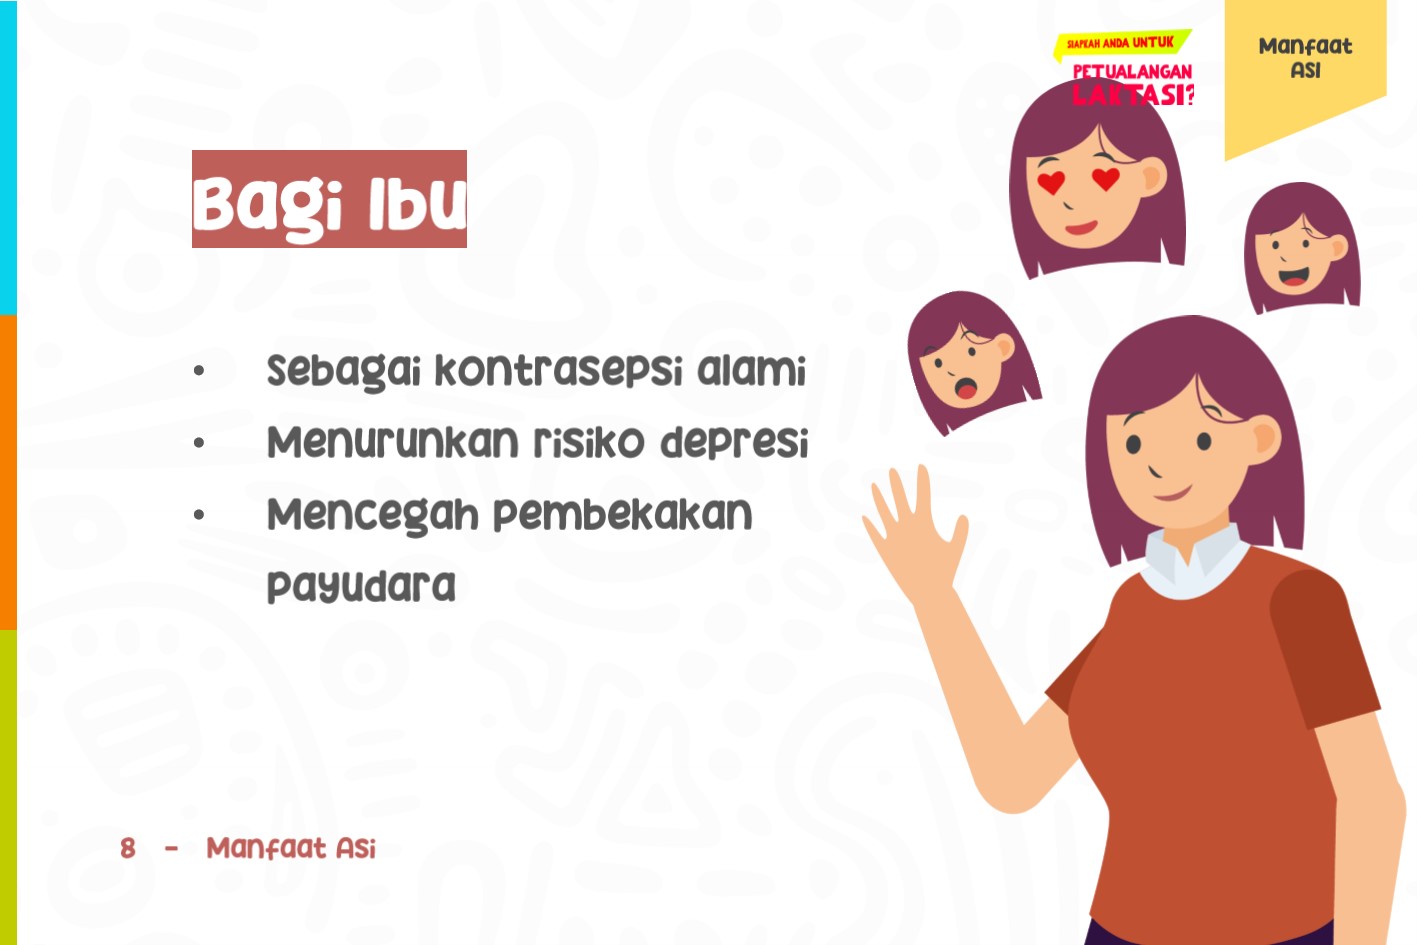 SIAPKAH ANDA UNTUK
PETUALANGAN
LAKTASI?
Manfaat
ASI
Bagi Ibu
• Sebagai kontrasepsi alami
• Menurunkan risiko depresi
• Mencegah pembekakan
payudara
8 - Manfaat Asi